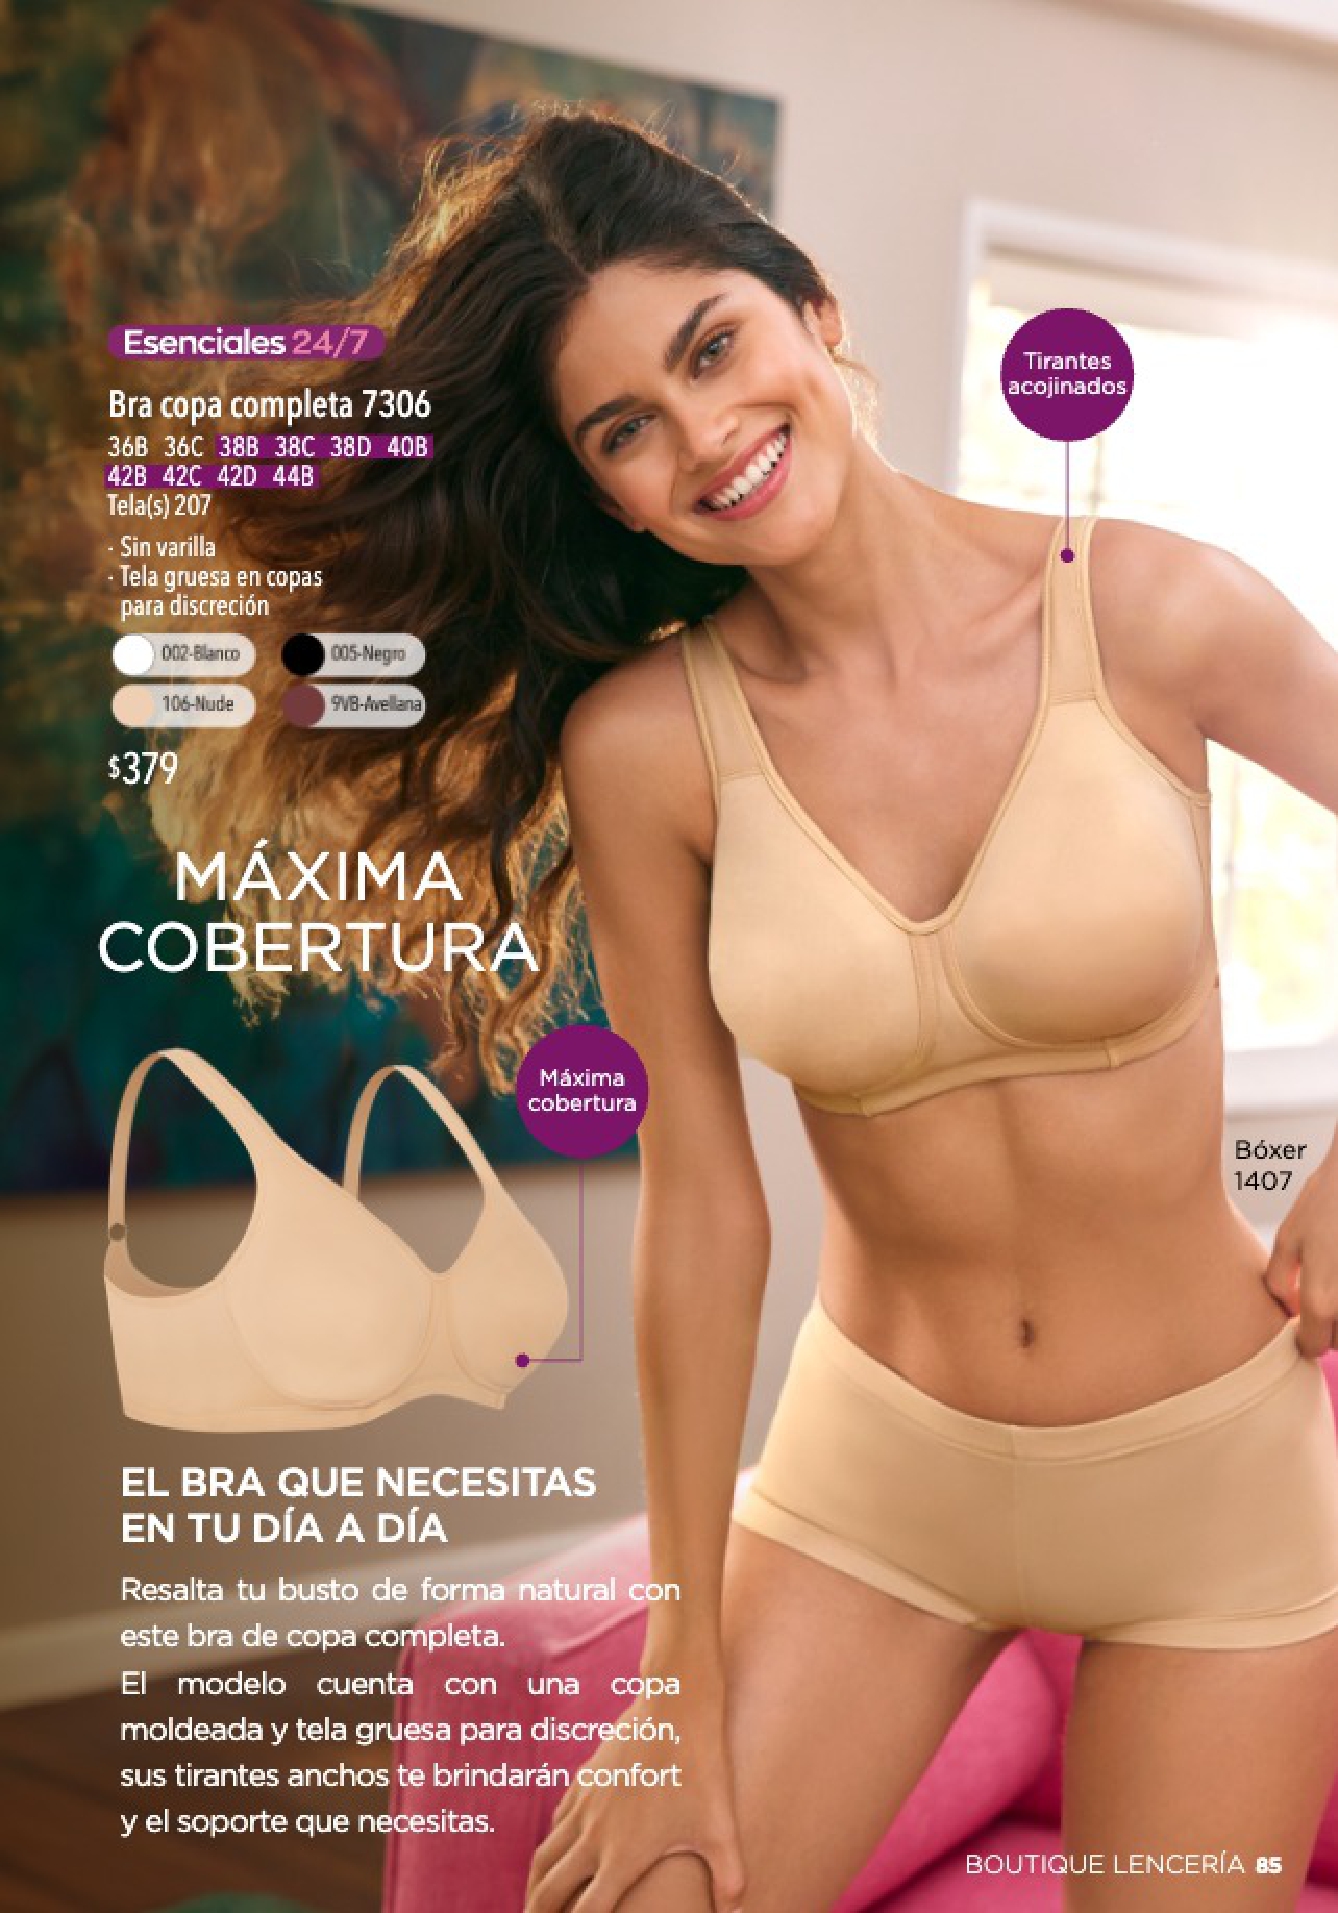 Esenciales 24/7
Bra copa completa 7306
36B 36C 38B 38C 38D 40B
42B 42C 42D 44B
Tela(s) 207
- Sin varilla
- Tela gruesa en copas
para discreción
002-Blanco 005-Negro
106-Nude 9VB-Avellana
$379
MÁXIMA
COBERTURA
Tirantes
acojinados
Máxima
cobertura
Bóxer
1407
EL BRA QUE NECESITAS
EN TU DÍA A DÍA
Resalta tu busto de forma natural con
este bra de copa completa.
El modelo cuenta con una copa
moldeada y tela gruesa para discreción,
sus tirantes anchos te brindarán confort
y el soporte que necesitas.
BOUTIQUE LENCERÍA 85